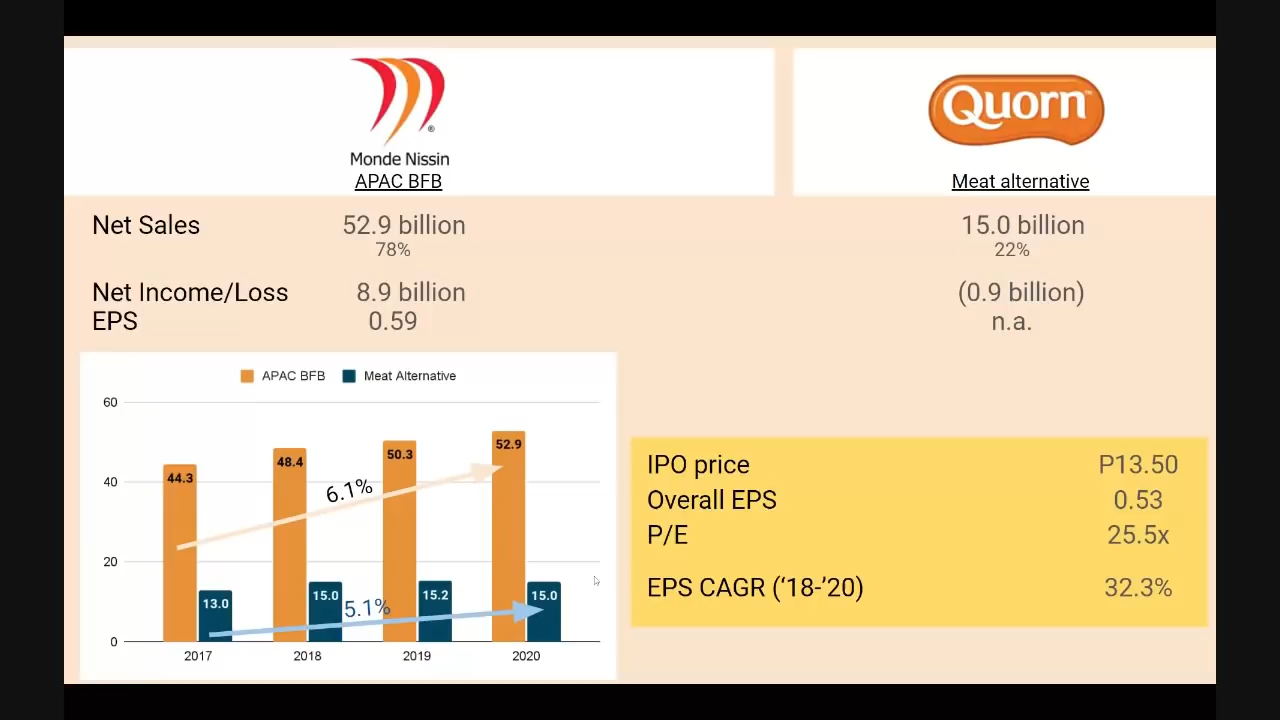 Monde Nissin
®
APAC BFB
Quorn™
Meat alternative
Net Sales 52.9 billion 15.0 billion
78% 22%
Net Income/Loss 8.9 billion (0.9 billion)
EPS 0.59 n.a.
APAC BFB Meat Alternative
60
40
20
0
44.3
48.4
50.3
52.9
6.1%
13.0
15.0
15.2
15.0
5.1%
2017 2018 2019 2020
IPO price P13.50
Overall EPS 0.53
P/E 25.5x
EPS CAGR (‘18-’20) 32.3%